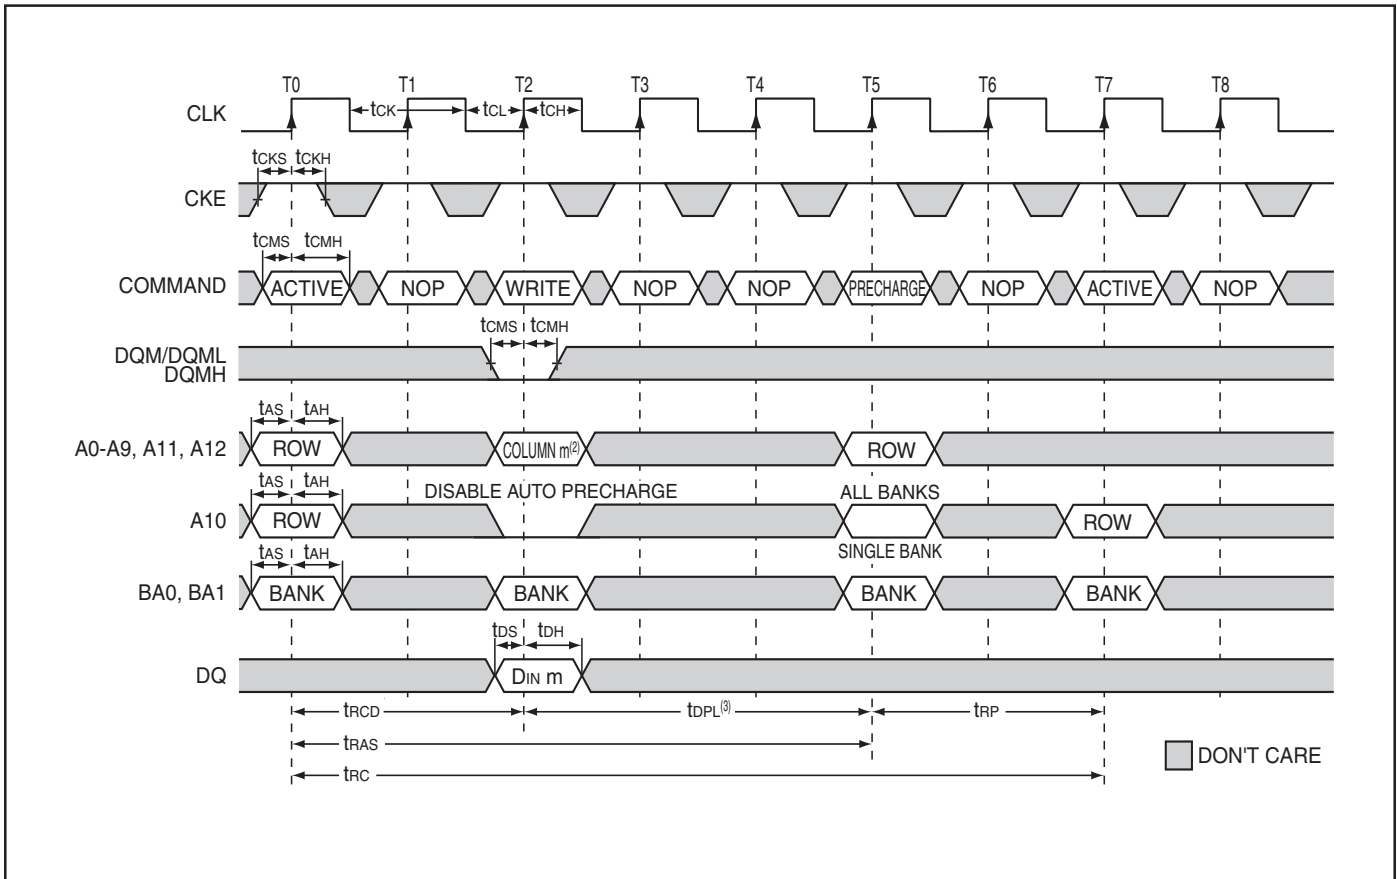 T0 T1 T2 T3 T4 T5 T6 T7 T8
CLK tCK tCL tCH
tCKS tCKH
CKE
tCMS tCMH
COMMAND ACTIVE NOP WRITE NOP NOP PRECHARGE NOP ACTIVE NOP
tCMS tCMH
DQM/DQML
DQMH
tAS tAH
A0-A9, A11, A12 ROW COLUMN m(2) ROW
tAS tAH DISABLE AUTO PRECHARGE ALL BANKS
A10 ROW ROW
tAS tAH SINGLE BANK
BA0, BA1 BANK BANK BANK BANK
tDS tDH
DQ DIN m
tRCD tDPL(3) tRP
tRAS
DON'T CARE
tRC